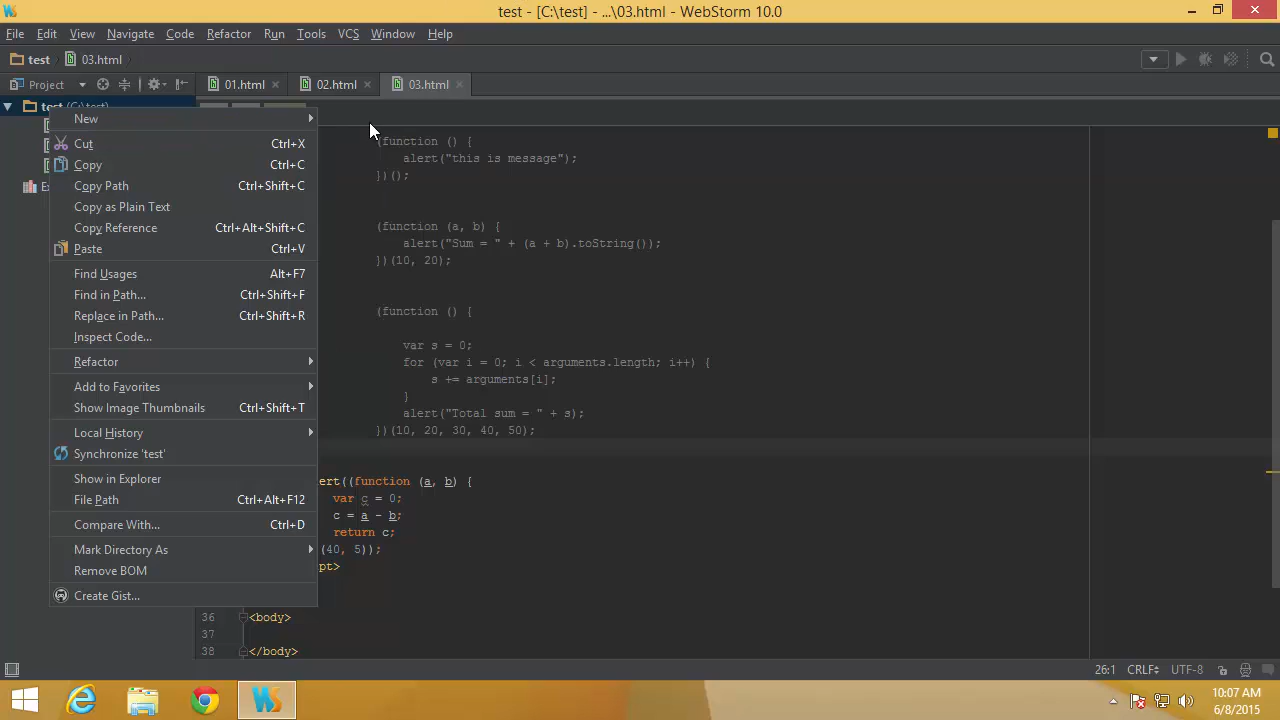 test - [C:\test] - ...\03.html - WebStorm 10.0
File Edit View Navigate Code Refactor Run Tools VCS Window Help
test 03.html
Project 01.html 02.html 03.html
test (C:\test)
New
Cut Ctrl+X
Copy Ctrl+C
Copy Path Ctrl+Shift+C
Copy as Plain Text
Copy Reference Ctrl+Alt+Shift+C
Paste Ctrl+V
Find Usages Alt+F7
Find in Path... Ctrl+Shift+F
Replace in Path... Ctrl+Shift+R
Inspect Code...
Refactor
Add to Favorites
Show Image Thumbnails Ctrl+Shift+T
Local History
Synchronize 'test'
Show in Explorer
File Path Ctrl+Alt+F12
Compare With... Ctrl+D
Mark Directory As
Remove BOM
Create Gist...
(function () {
alert("this is message");
})();
(function (a, b) {
alert("Sum = " + (a + b).toString());
})(10, 20);
(function () {
var s = 0;
for (var i = 0; i < arguments.length; i++) {
s += arguments[i];
}
alert("Total sum = " + s);
})(10, 20, 30, 40, 50);
ert((function (a, b) {
var c = 0;
c = a - b;
return c;
(40, 5));
pt>
36 <body>
37
38 </body>
26:1 CRLF UTF-8
10:07 AM
6/8/2015